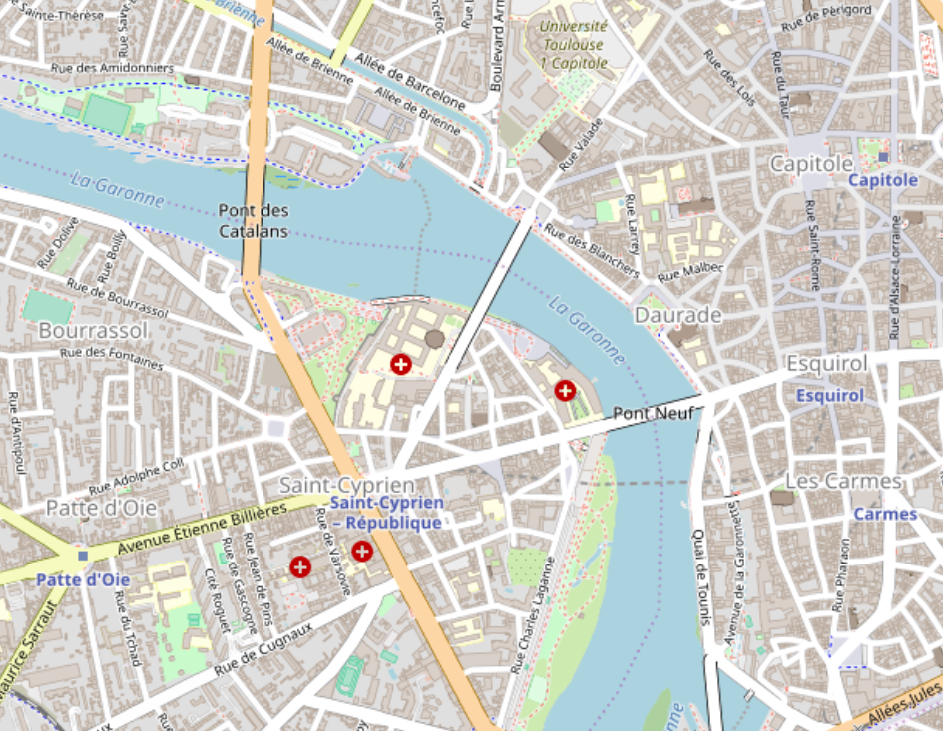 Brienne
Sainte-Thérèse
Rue de Périgord
Université
Toulouse
1 Capitole
Allée de Brienne
Allée de Barcelone
Rue des Amidonniers
Allée de Brienne
Rue des Lois
Rue du Taur
Rue Valade
Capitole
Capitole
La Garonne
Pont des
Catalans
Rue Dolive
Rue Boilly
Rue des Blanchers
Rue Larrey
Rue Malbec
Rue Saint-Rome
Rue d'Alsace-Lorraine
Rue de Bourrassol
Bourrassol
Rue des Fontaines
La Garonne
Daurade
Esquirol
Esquirol
Rue d'Antipoul
Pont Neuf
Rue Adolphe Coll
Saint-Cyprien
Saint-Cyprien
– République
Patte d'Oie
Les Carmes
Carmes
Avenue Étienne Billières
Rue de Varsovie
Patte d'Oie
Rue Jean de Pins
Rue de Gascogne
Cité Roguet
Rue du Tchad
Rue de Cugnaux
Rue Charles Laganne
Quai de Tounis
Avenue de la Garonnette
Rue Pharaon
Maurice Sarraut
Allées Jules